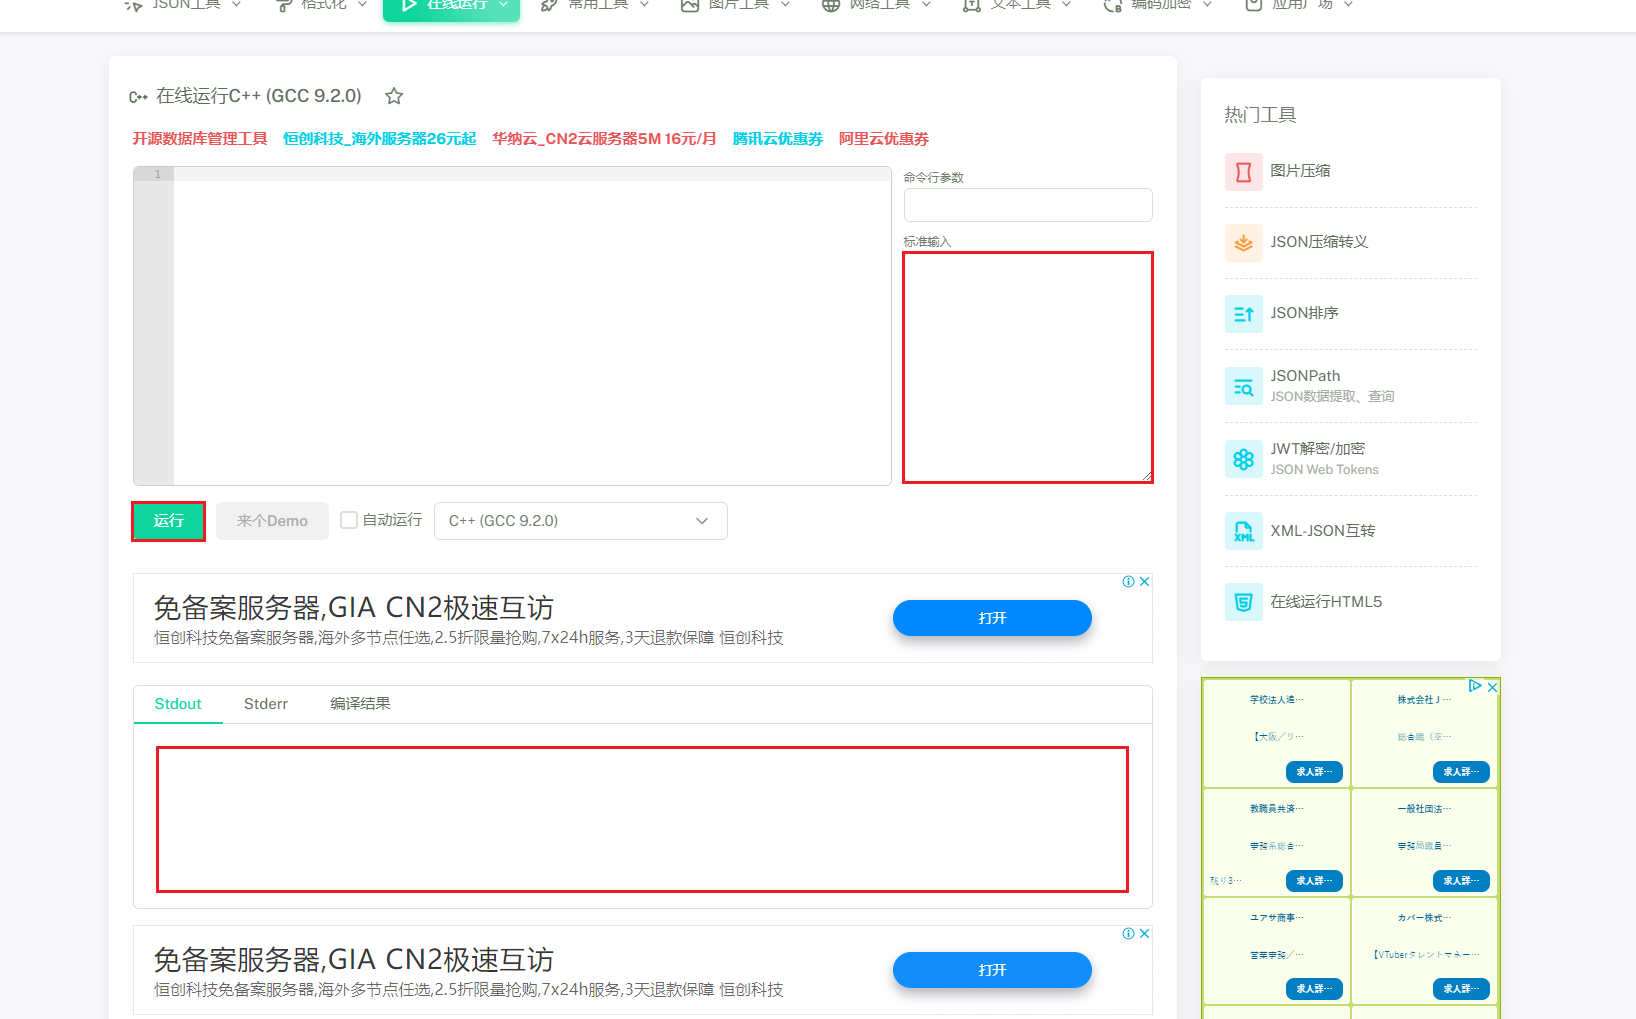 JSON工具
格式化
在线运行
常用工具
图片工具
网络工具
文本工具
编码加密
应用广场
C++ 在线运行C++ (GCC 9.2.0)
开源数据库管理工具 恒创科技_海外服务器26元起 华纳云_CN2云服务器5M 16元/月 腾讯云优惠券 阿里云优惠券
1
命令行参数
标准输入
运行
来个Demo
自动运行
C++ (GCC 9.2.0)
免备案服务器,GIA CN2极速互访
恒创科技免备案服务器,海外多节点任选,2.5折限量抢购,7x24h服务,3天退款保障 恒创科技
打开
Stdout
Stderr
编译结果
免备案服务器,GIA CN2极速互访
恒创科技免备案服务器,海外多节点任选,2.5折限量抢购,7x24h服务,3天退款保障 恒创科技
打开
热门工具
图片压缩
JSON压缩转义
JSON排序
JSONPath
JSON数据提取、查询
JWT解密/加密
JSON Web Tokens
XML
XML-JSON互转
在线运行HTML5
学校法人追…
株式会社J…
【大阪／リ…
総合職（平…
求人詳…
求人詳…
教職員共済…
一般社団法…
事務系総合…
事務局職員…
残り3…
求人詳…
求人詳…
ユアサ商事…
カバー株式…
営業事務／…
【VTuberタレントマネー…
求人詳…
求人詳…